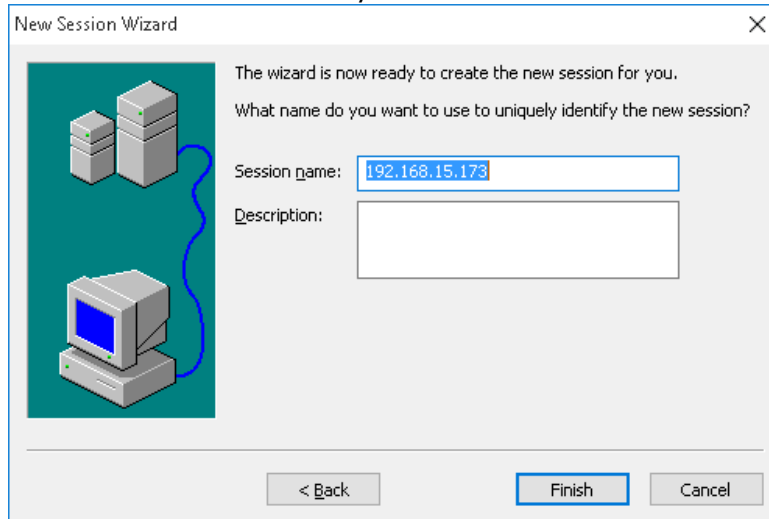 New Session Wizard
The wizard is now ready to create the new session for you.
What name do you want to use to uniquely identify the new session?
Session name: 192.168.15.173
Description:
< Back Finish Cancel